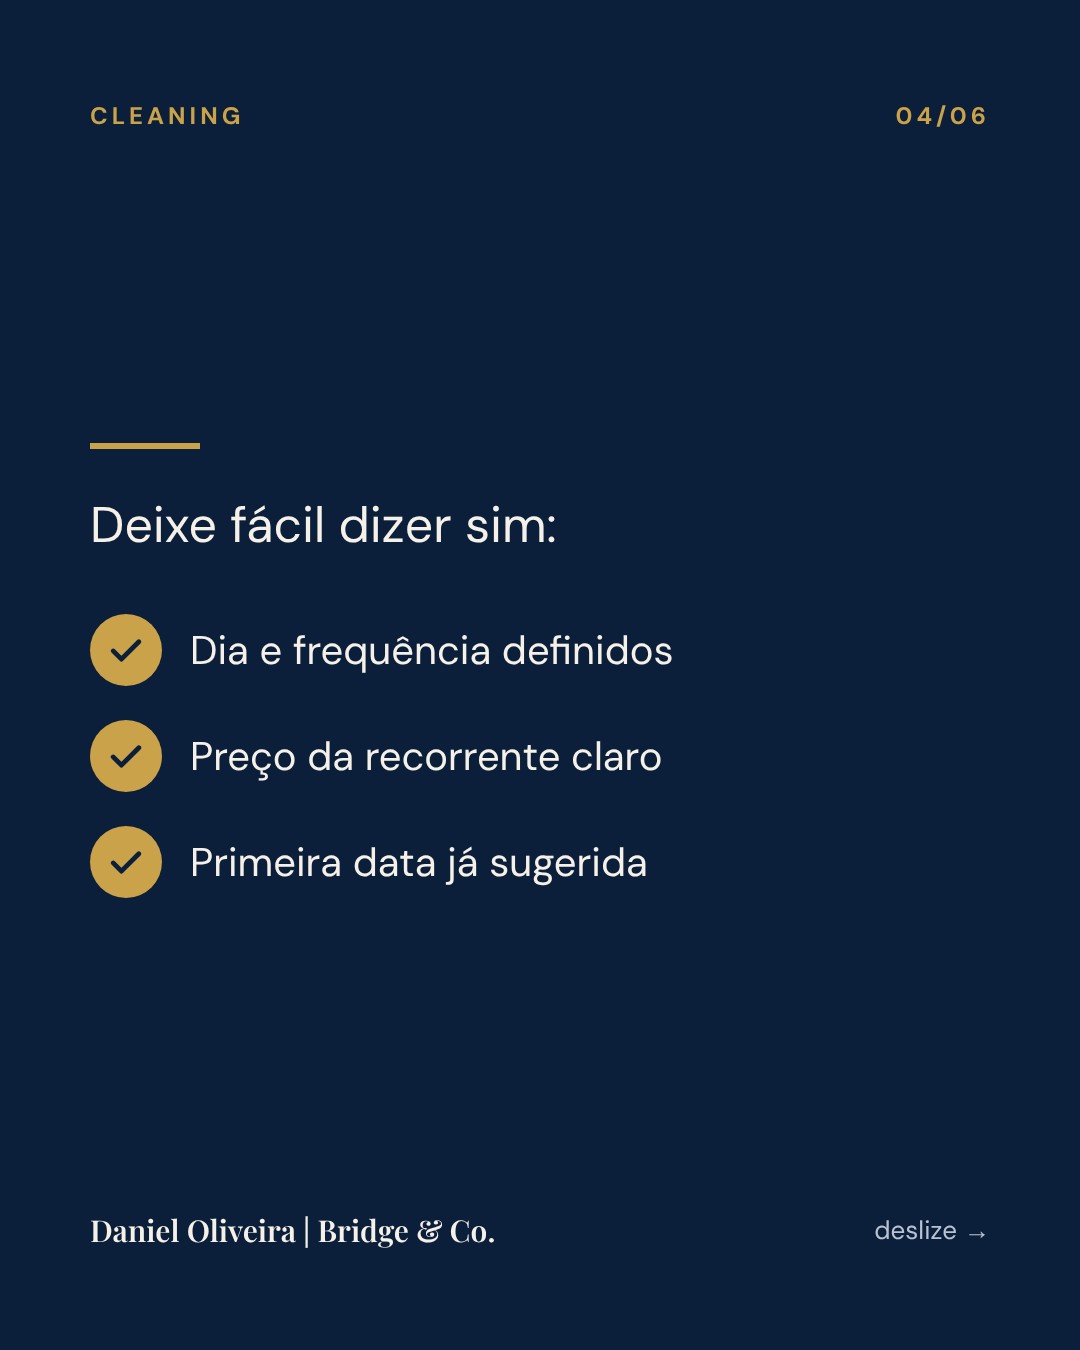 CLEANING
04/06
Deixe fácil dizer sim:
Dia e frequência definidos
Preço da recorrente claro
Primeira data já sugerida
Daniel Oliveira | Bridge & Co.
deslize →